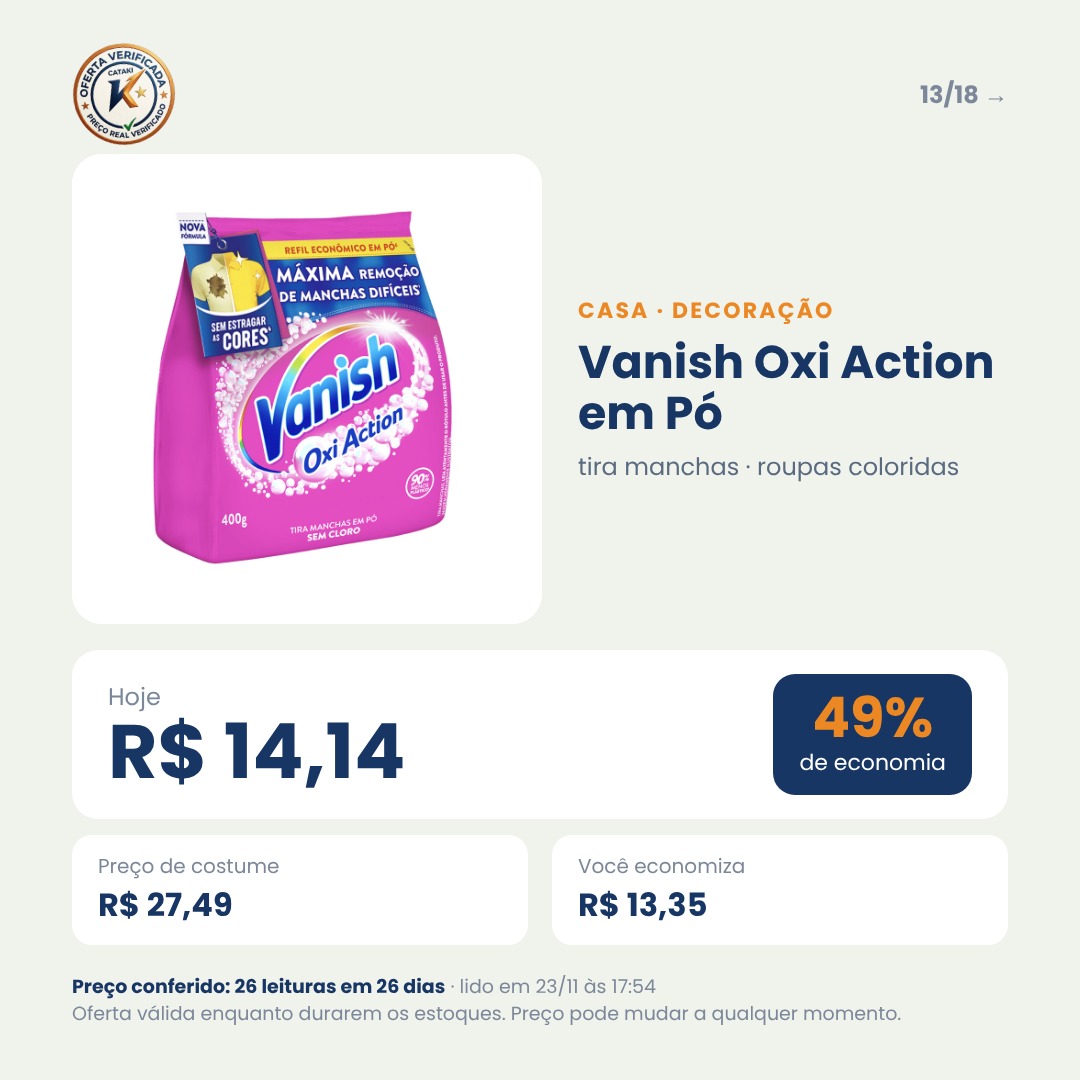 OFERTA VERIFICADA
CATAKI
K
PREÇO REAL VERIFICADO
13/18 →
NOVA
FÓRMULA
REFIL ECONÔMICO EM PÓ
MÁXIMA REMOÇÃO
DE MANCHAS DIFÍCEIS
SEM ESTRAGAR
AS CORES
Vanish
Oxi Action
90%
400g
TIRA MANCHAS EM PÓ
SEM CLORO
CASA · DECORAÇÃO
Vanish Oxi Action
em Pó
tira manchas · roupas coloridas
Hoje
R$ 14,14
49%
de economia
Preço de costume
R$ 27,49
Você economiza
R$ 13,35
Preço conferido: 26 leituras em 26 dias · lido em 23/11 às 17:54
Oferta válida enquanto durarem os estoques. Preço pode mudar a qualquer momento.